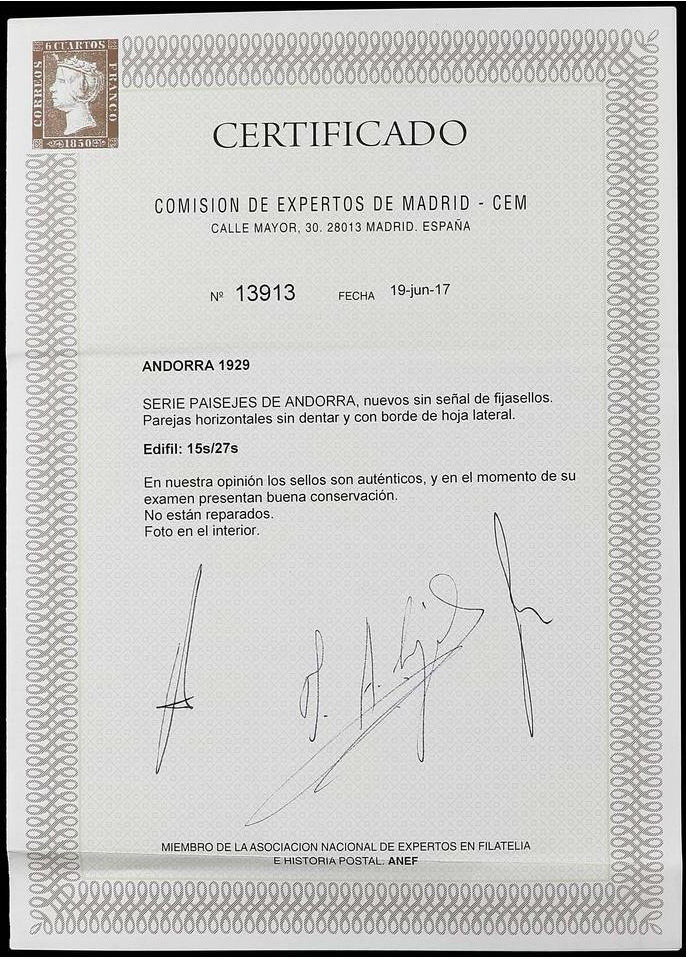 6 CUARTOS
CORREOS
FRANCO
1850
CERTIFICADO
COMISION DE EXPERTOS DE MADRID - CEM
CALLE MAYOR, 30. 28013 MADRID. ESPAÑA
Nº 13913 FECHA 19-jun-17
ANDORRA 1929
SERIE PAISEJES DE ANDORRA, nuevos sin señal de fijasellos.
Parejas horizontales sin dentar y con borde de hoja lateral.
Edifil: 15s/27s
En nuestra opinión los sellos son auténticos, y en el momento de su
examen presentan buena conservación.
No están reparados.
Foto en el interior.
MIEMBRO DE LA ASOCIACION NACIONAL DE EXPERTOS EN FILATELIA
E HISTORIA POSTAL. ANEF